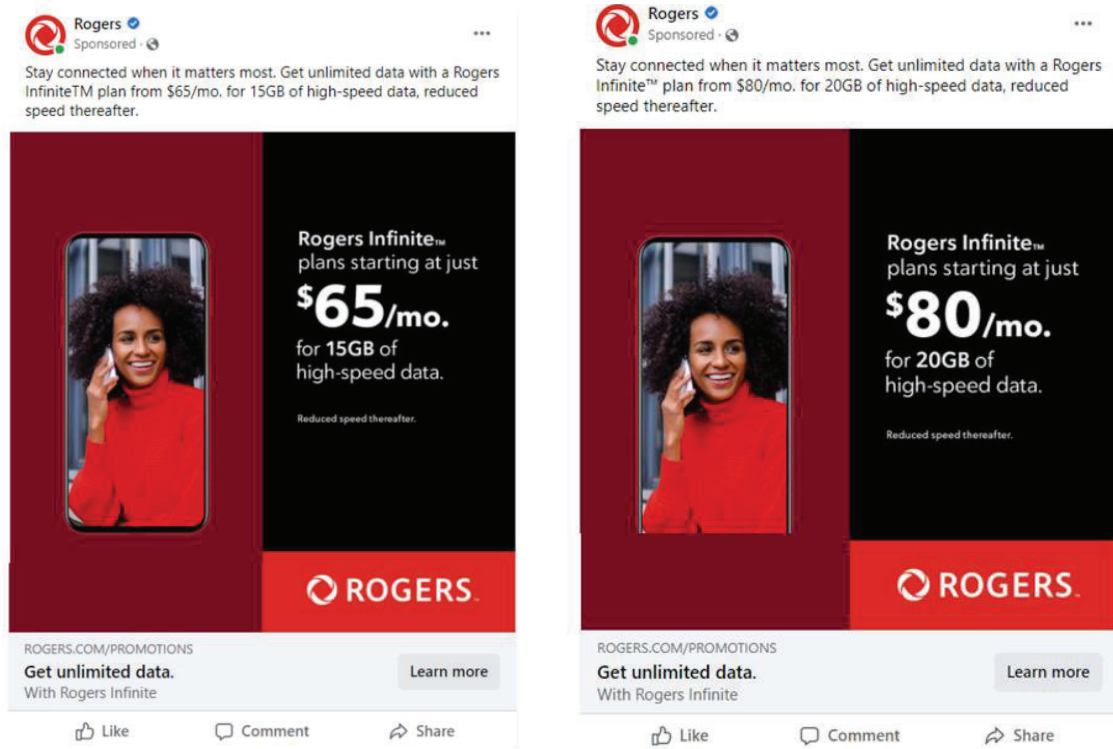 Rogers
Sponsored ·
Stay connected when it matters most. Get unlimited data with a Rogers
InfiniteTM plan from $65/mo. for 15GB of high-speed data, reduced
speed thereafter.
Rogers Infinite™
plans starting at just
$65/mo.
for 15GB of
high-speed data.
Reduced speed thereafter.
ROGERS™
ROGERS.COM/PROMOTIONS
Get unlimited data.
With Rogers Infinite
Learn more
Like
Comment
Share
Rogers
Sponsored ·
Stay connected when it matters most. Get unlimited data with a Rogers
Infinite™ plan from $80/mo. for 20GB of high-speed data, reduced
speed thereafter.
Rogers Infinite™
plans starting at just
$80/mo.
for 20GB of
high-speed data.
Reduced speed thereafter.
ROGERS™
ROGERS.COM/PROMOTIONS
Get unlimited data.
With Rogers Infinite
Learn more
Like
Comment
Share